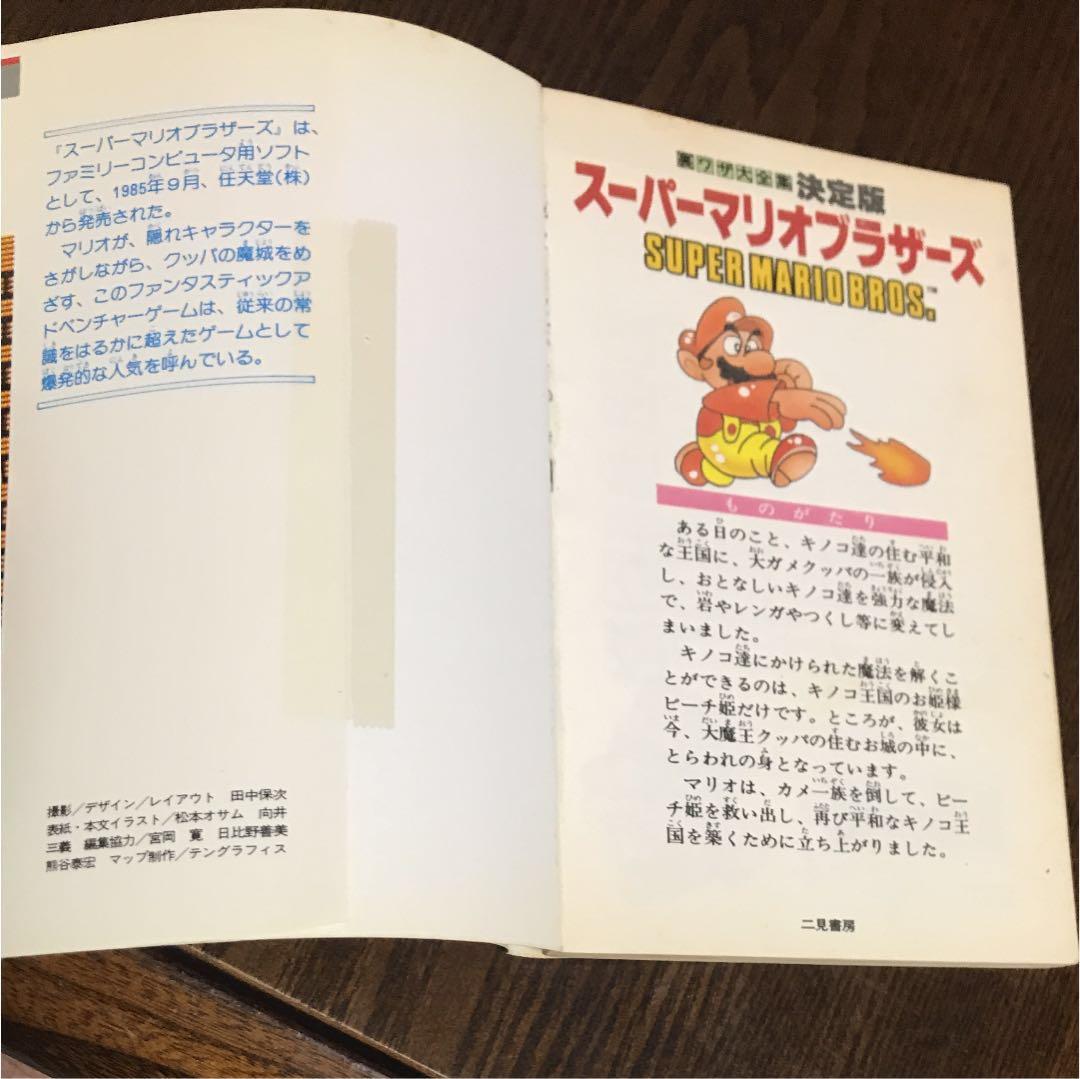 『スーパーマリオブラザーズ』は、
ファミリーコンピュータ用ソフト
として、1985年9月、任天堂(株)
から発売された。
マリオが、隠れキャラクターを
さがしながら、クッパの魔城をめ
ざす、このファンタスティックア
ドベンチャーゲームは、従来の常
識をはるかに超えたゲームとして
爆発的な人気を呼んでいる。
撮影／デザイン／レイアウト 田中保次
表紙・本文イラスト／松本オサム 向井
三義 編集協力／宮岡 寛 日比野善美
熊谷泰宏 マップ制作／テングラフィス
裏ワザ大全集 決定版
スーパーマリオブラザーズ
SUPER MARIO BROS.™
ものがたり
ある日のこと、キノコ達の住む平和
な王国に、大ガメクッパの一族が侵入
し、おとなしいキノコ達を強力な魔法
で、岩やレンガやつくし等に変えてし
まいました。
キノコ達にかけられた魔法を解くこ
とができるのは、キノコ王国のお姫様
ピーチ姫だけです。ところが、彼女は
今、大魔王クッパの住むお城の中に、
とらわれの身となっています。
マリオは、カメ一族を倒して、ピー
チ姫を救い出し、再び平和なキノコ王
国を築くために立ち上がりました。
二見書房